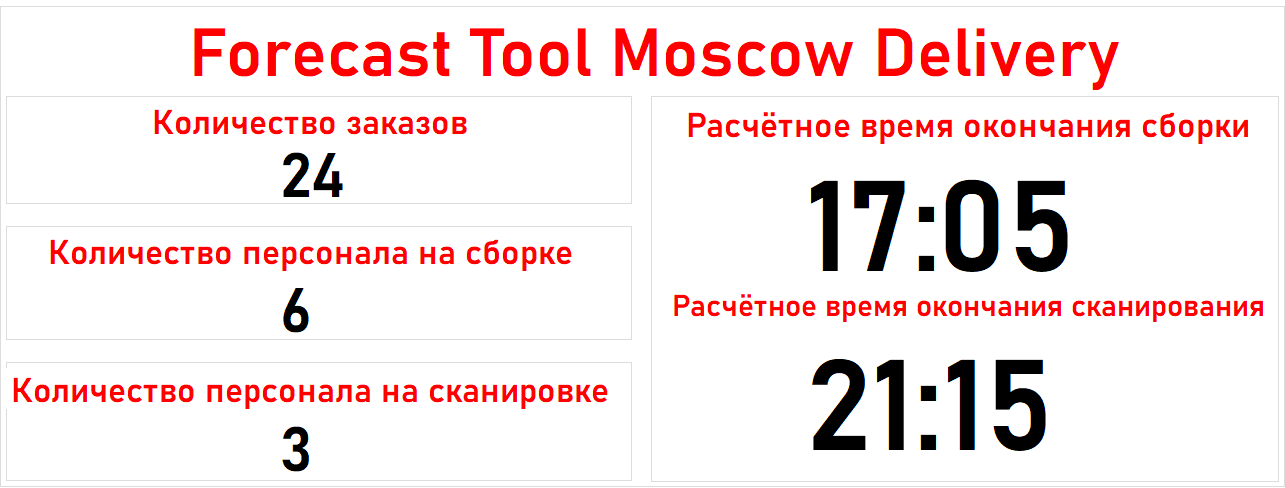 Forecast Tool Moscow Delivery
Количество заказов
24
Количество персонала на сборке
6
Количество персонала на сканировке
3
Расчётное время окончания сборки
17:05
Расчётное время окончания сканирования
21:15